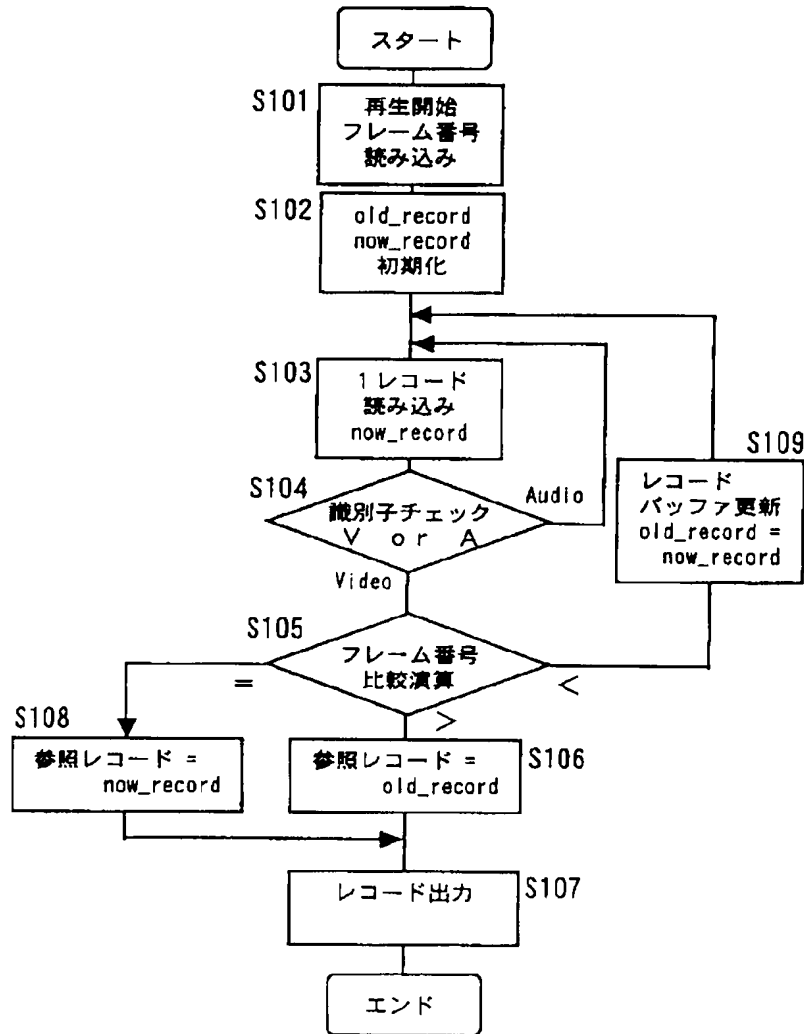 スタート
S101
再生開始
フレーム番号
読み込み
S102
old_record
now_record
初期化
S103
1レコード
読み込み
now_record
S109
レコード
バッファ更新
old_record =
now_record
S104
識別子チェック
V or A
Audio
Video
S105
フレーム番号
比較演算
=
<
>
S108
参照レコード =
now_record
参照レコード =
old_record
S106
レコード出力
S107
エンド